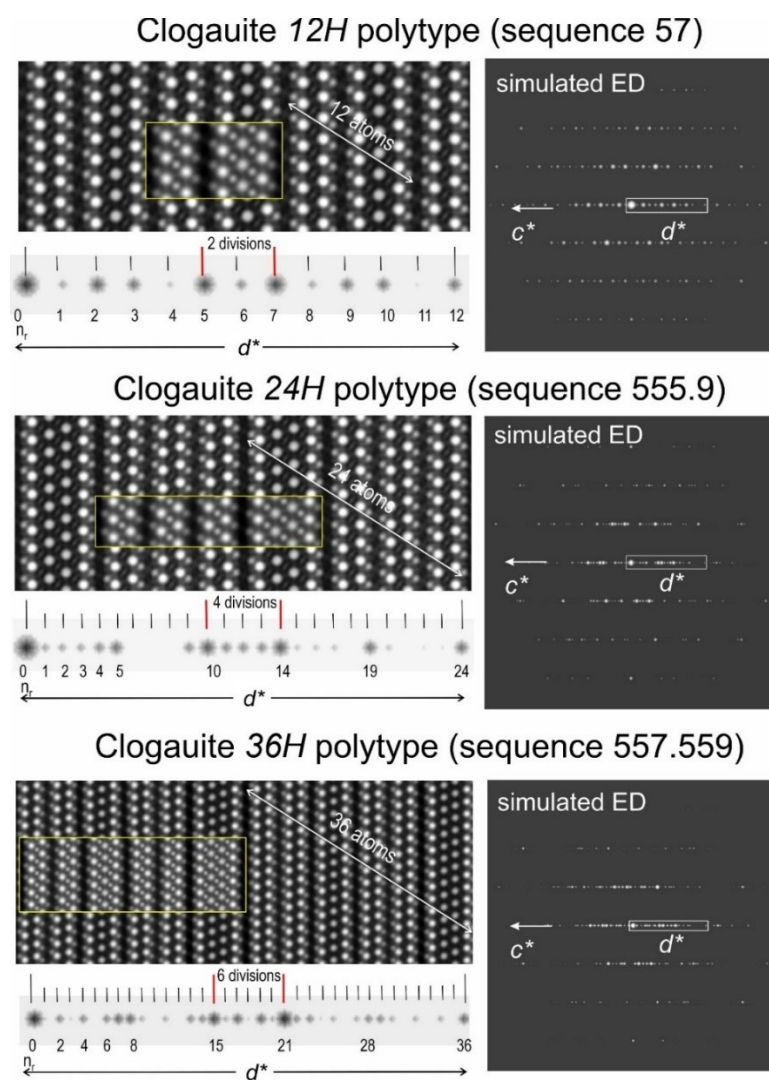 Clogauite 12H polytype (sequence 57)
12 atoms
simulated ED
c*
d*
2 divisions
0 1 2 3 4 5 6 7 8 9 10 11 12
nr
d*
Clogauite 24H polytype (sequence 555.9)
24 atoms
simulated ED
c*
d*
4 divisions
0 1 2 3 4 5 10 14 19 24
nr
d*
Clogauite 36H polytype (sequence 557.559)
36 atoms
simulated ED
c*
d*
6 divisions
0 2 4 6 8 15 21 28 36
nr
d*